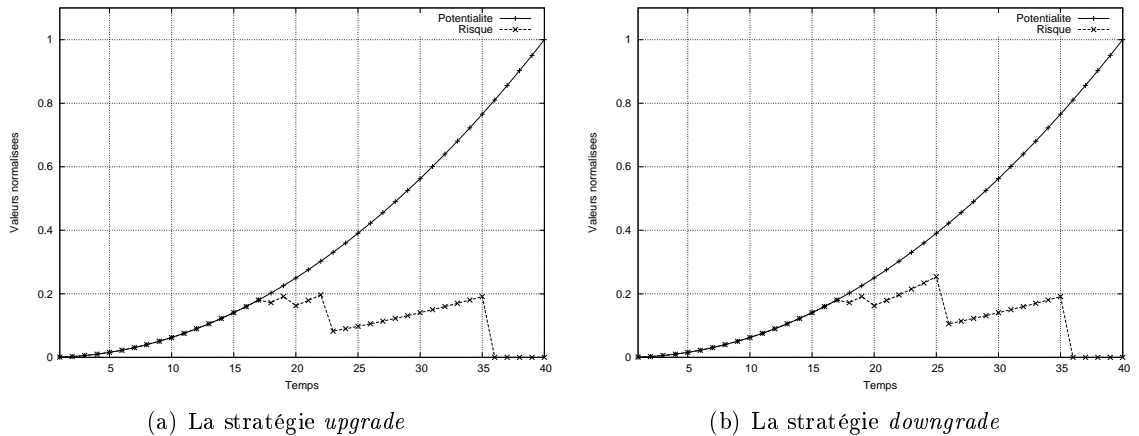 Potentialite
Risque
1
0.8
0.6
0.4
0.2
0
Valeurs normalisees
5 10 15 20 25 30 35 40
Temps
(a) La stratégie upgrade
Potentialite
Risque
1
0.8
0.6
0.4
0.2
0
Valeurs normalisees
5 10 15 20 25 30 35 40
Temps
(b) La stratégie downgrade